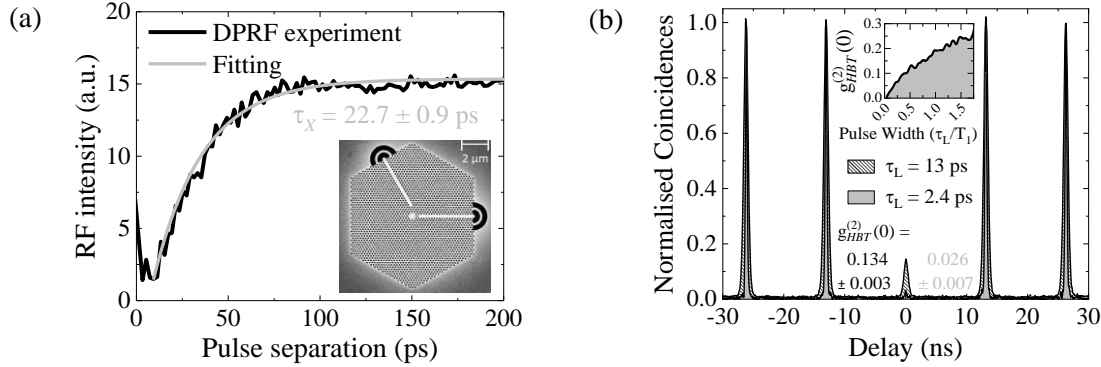 (a)
20
15
10
5
0
RF intensity (a.u.)
DPRF experiment
Fitting
τX = 22.7 ± 0.9 ps
2 μm
0 50 100 150 200
Pulse separation (ps)
(b)
1.0
0.8
0.6
0.4
0.2
0.0
Normalised Coincidences
0.3
0.2
0.1
0.0
g(2)HBT(0)
0.0 0.5 1.0 1.5
Pulse Width (τL/T1)
τL = 13 ps
τL = 2.4 ps
g(2)HBT(0) =
0.134 0.026
± 0.003 ± 0.007
-30 -20 -10 0 10 20 30
Delay (ns)